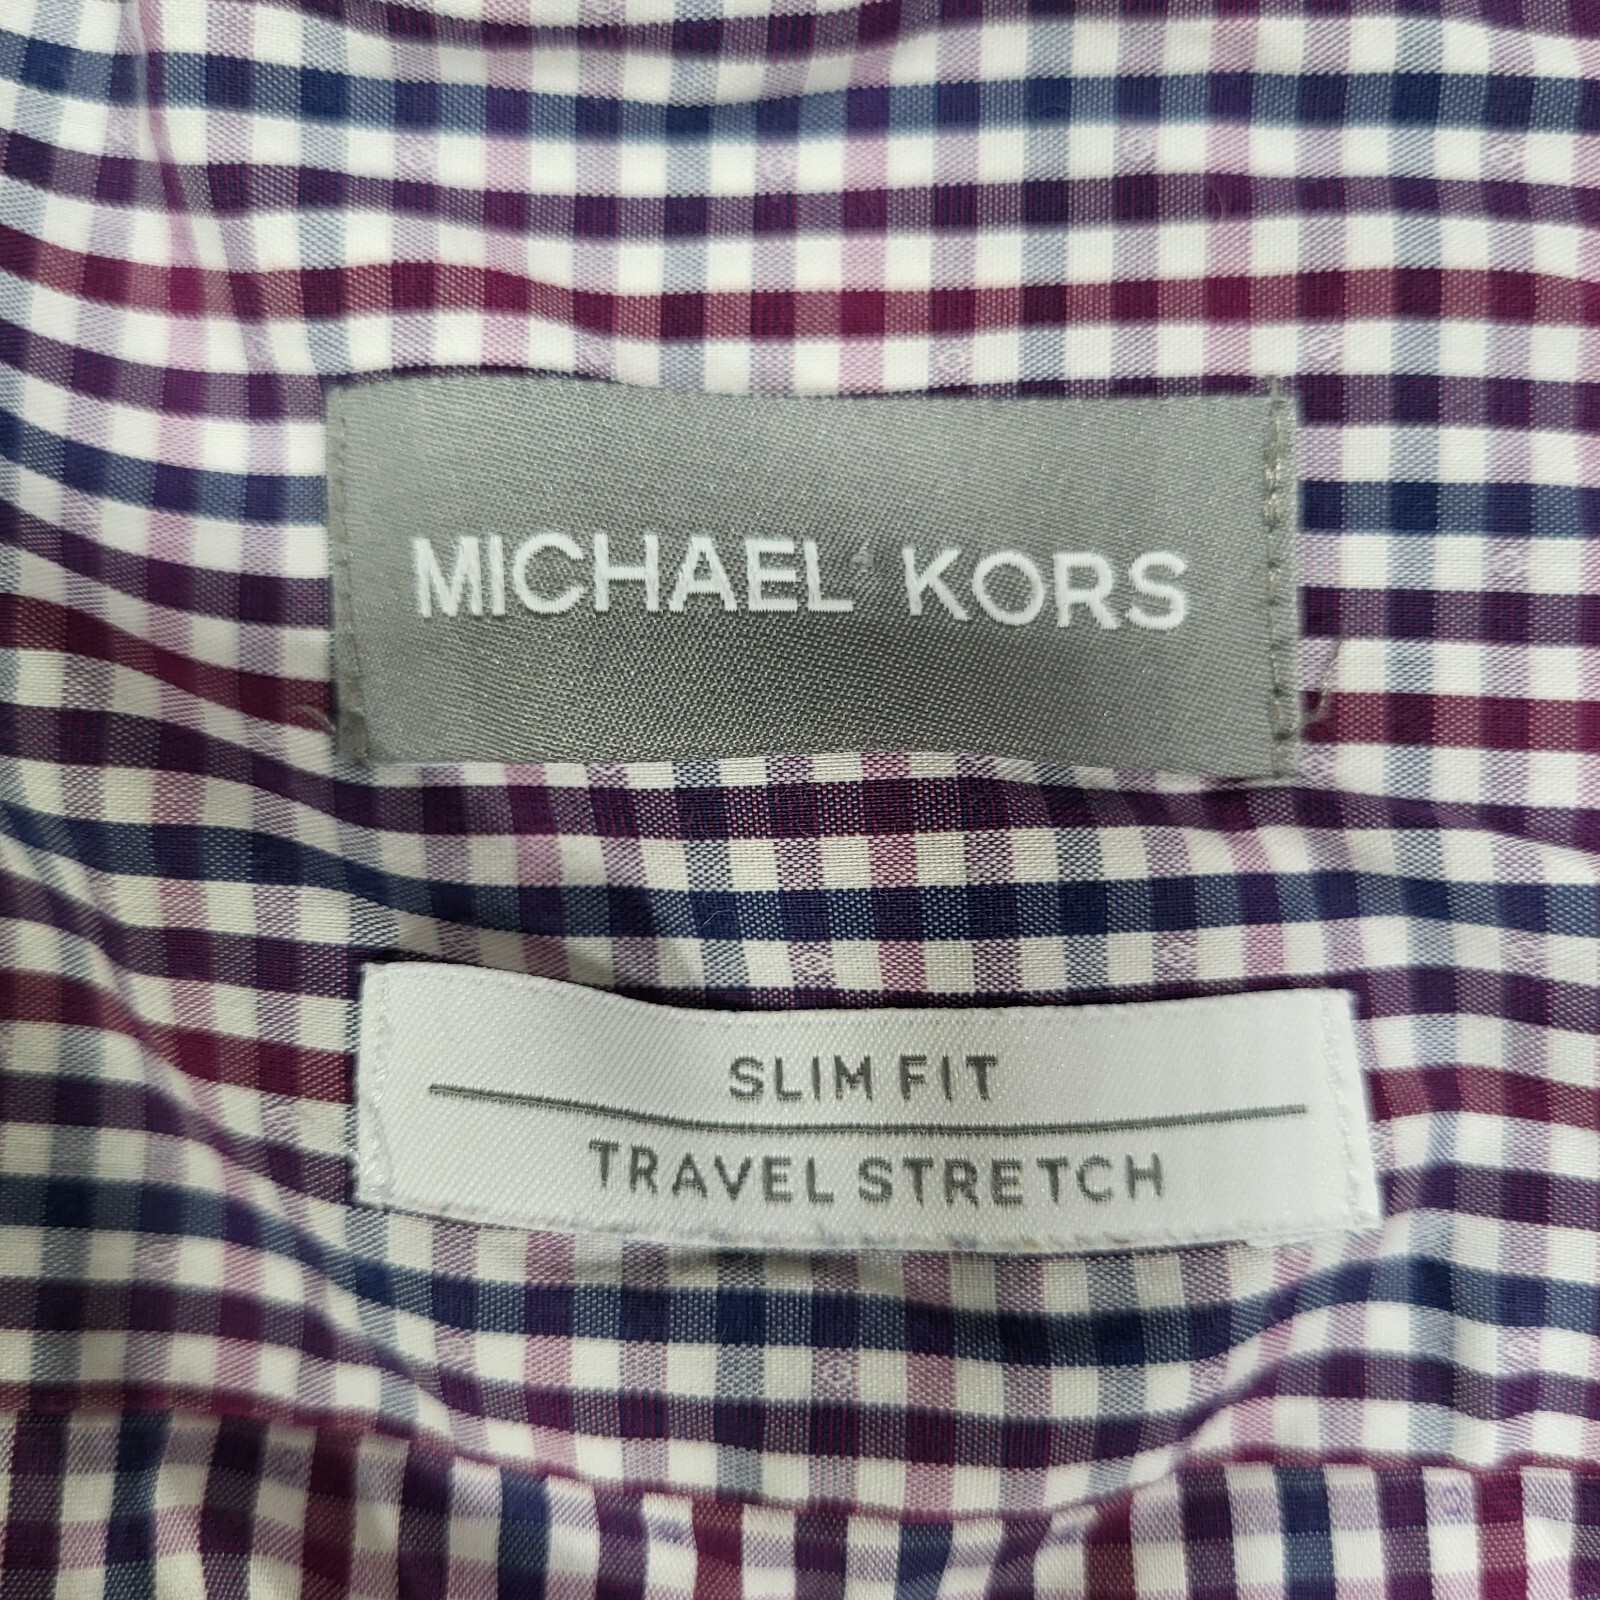 MICHAEL KORS
SLIM FIT
TRAVEL STRETCH